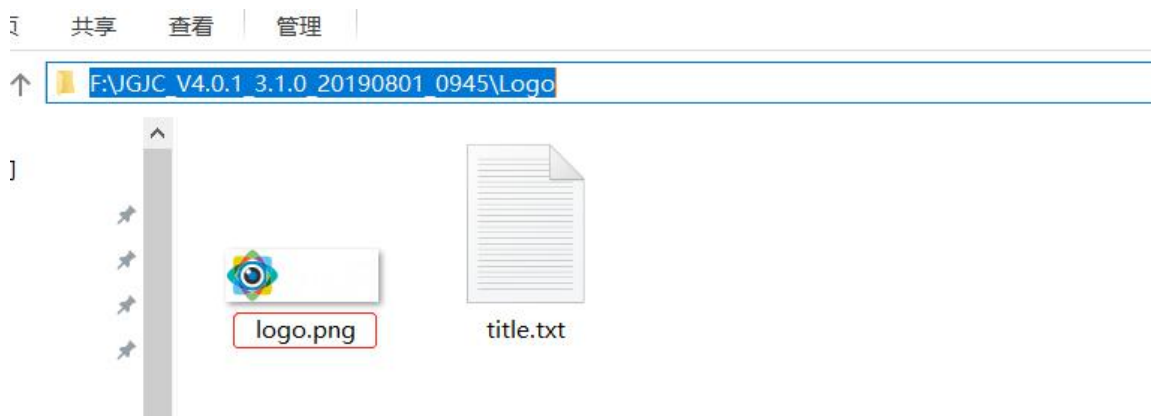 共享 查看 管理
F:\JGJC_V4.0.1_3.1.0_20190801_0945\Logo
logo.png title.txt